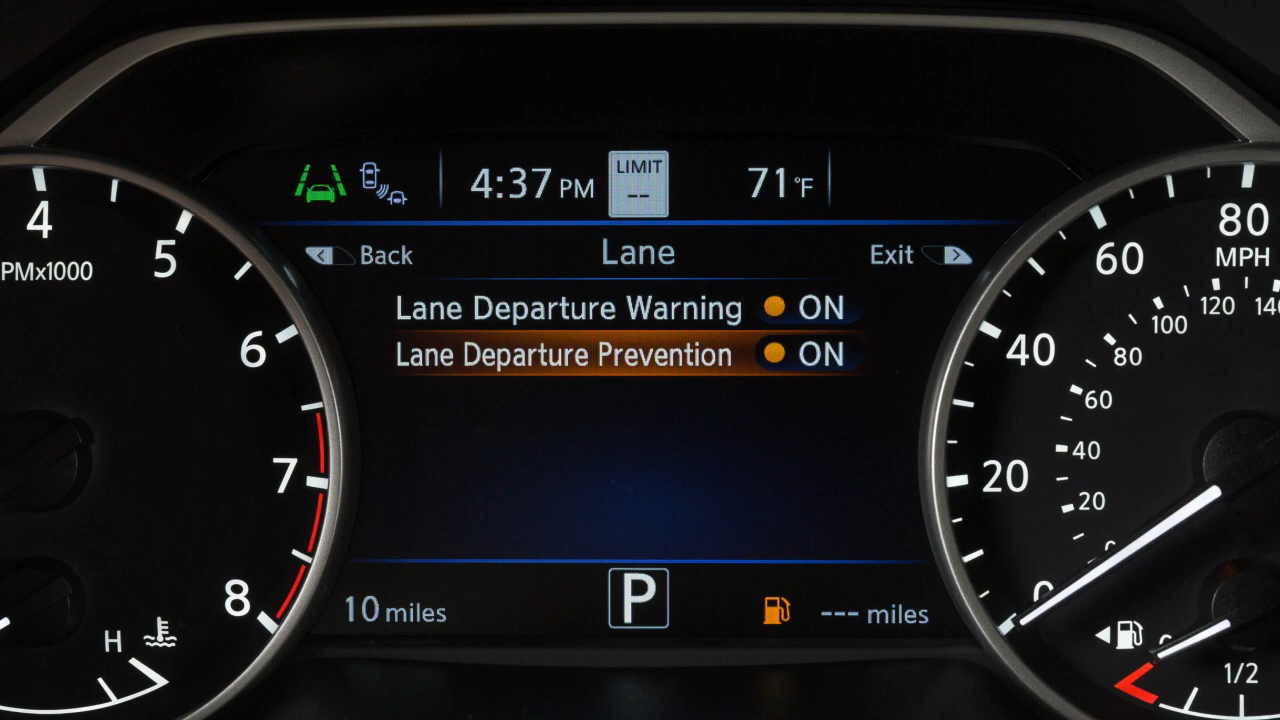 4:37 PM
LIMIT
--
71°F
Back
Lane
Exit
Lane Departure Warning ON
Lane Departure Prevention ON
10 miles
P
--- miles
4
5
6
7
8
PMx1000
H
80
MPH
60
40
20
0
140
120
100
80
60
40
20
1/2